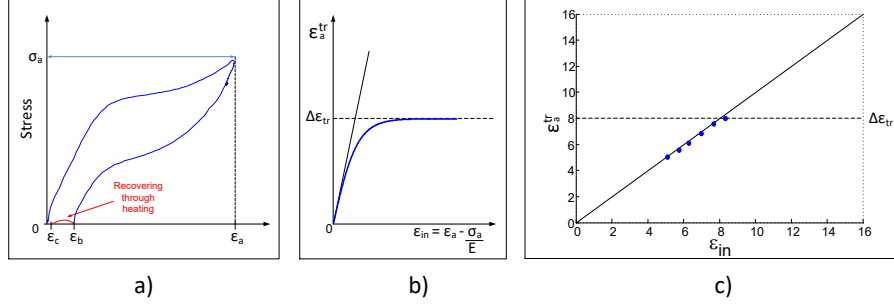 σa
Stress
Recovering
through
heating
0
εc
εb
εa
a)
εa^tr
Δεtr
0
εin = εa - σa/E
b)
16
14
12
10
8
6
4
2
0
εa^tr
Δεtr
0
2
4
6
8
10
12
14
16
εin
c)